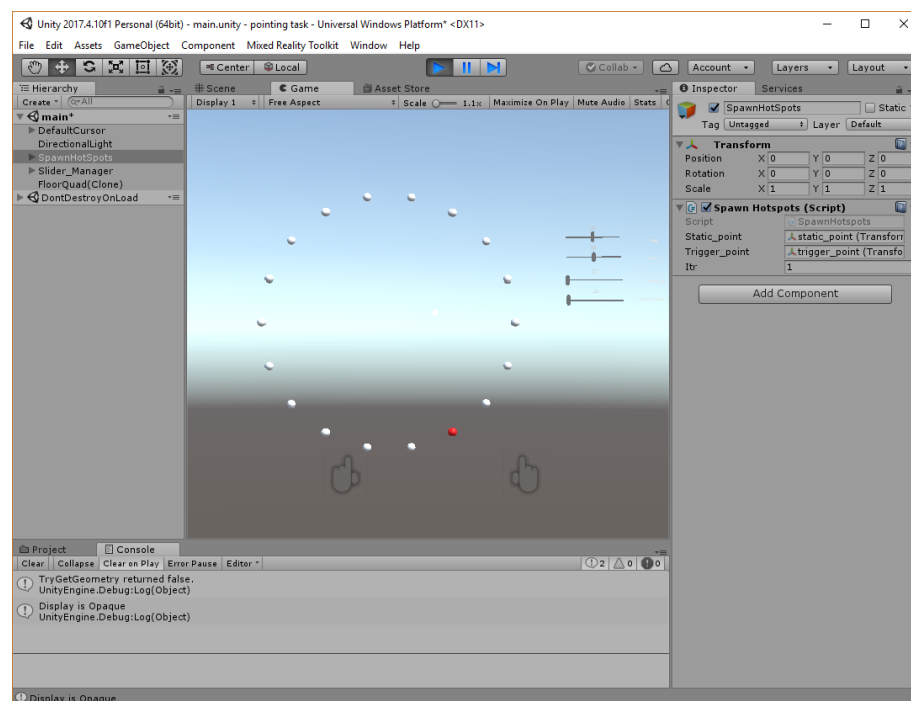 Unity 2017.4.10f1 Personal (64bit) - main.unity - pointing task - Universal Windows Platform* <DX11>
File Edit Assets GameObject Component Mixed Reality Toolkit Window Help
Center Local Collab Account Layers Layout
Hierarchy
Create All
main*
DefaultCursor
DirectionalLight
SpawnHotSpots
Slider_Manager
FloorQuad(Clone)
DontDestroyOnLoad
Scene Game Asset Store
Display 1 Free Aspect Scale 1.1x Maximize On Play Mute Audio Stats
Inspector Services
SpawnHotSpots Static
Tag Untagged Layer Default
Transform
Position X 0 Y 0 Z 0
Rotation X 0 Y 0 Z 0
Scale X 1 Y 1 Z 1
Spawn Hotspots (Script)
Script SpawnHotspots
Static_point static_point (Transforr
Trigger_point trigger_point (Transfo
Itr 1
Add Component
Project Console
Clear Collapse Clear on Play Error Pause Editor 2 0 0
TryGetGeometry returned false.
UnityEngine.Debug:Log(Object)
Display is Opaque
UnityEngine.Debug:Log(Object)
Display is Opaque